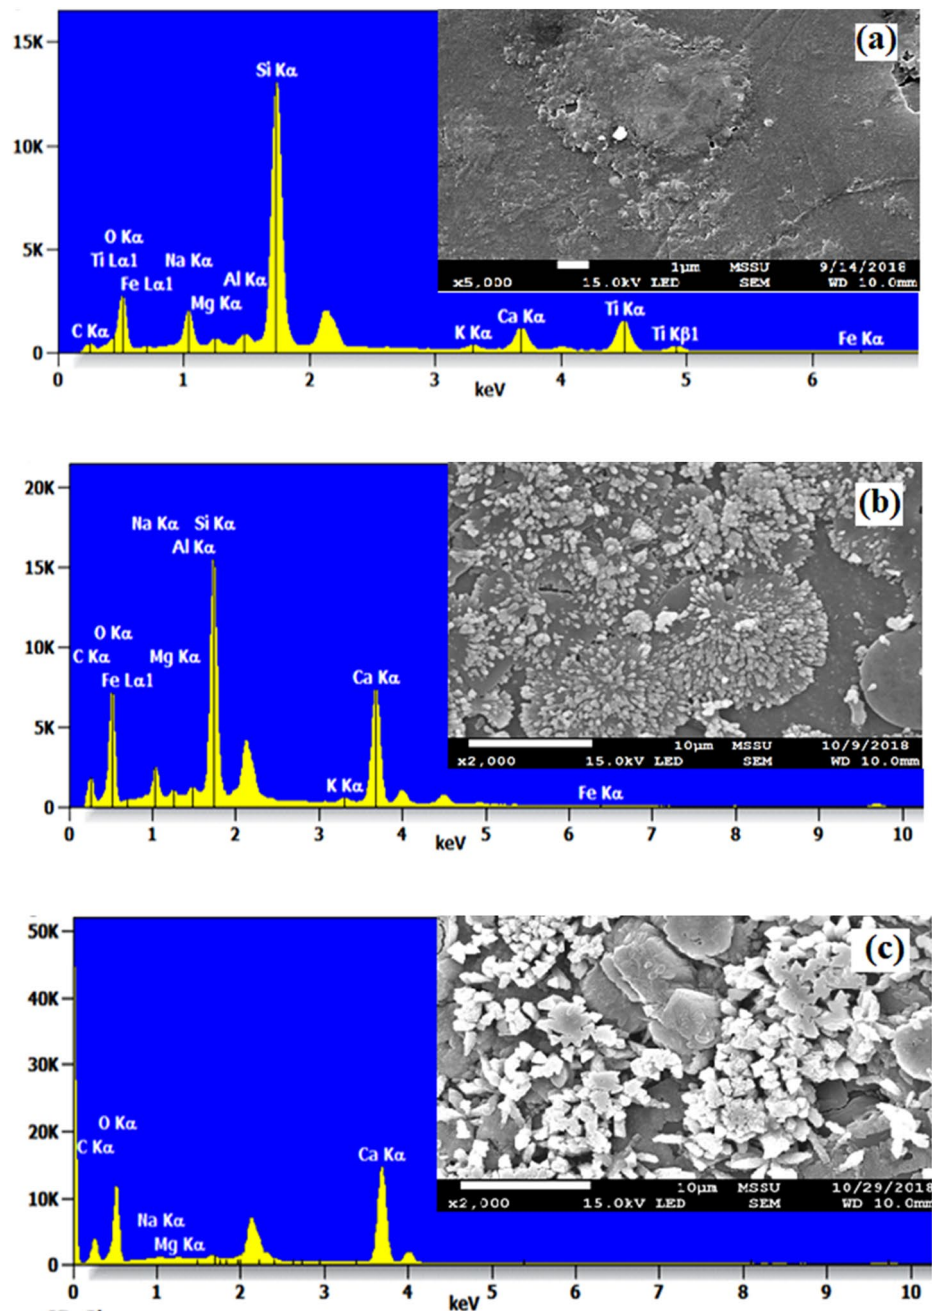 (a)
15K
10K
5K
0
Si Kα
O Kα
Ti Lα1
Fe Lα1
Na Kα
Mg Kα
Al Kα
C Kα
K Kα
Ca Kα
Ti Kα
Ti Kβ1
Fe Kα
1μm MSSU 9/14/2018
x5,000 15.0kV LED SEM WD 10.0mm
0 1 2 3 4 5 6
keV
(b)
20K
15K
10K
5K
0
Na Kα Si Kα
Al Kα
O Kα
C Kα
Fe Lα1
Mg Kα
Ca Kα
K Kα
Fe Kα
10μm MSSU 10/9/2018
x2,000 15.0kV LED SEM WD 10.0mm
0 1 2 3 4 5 6 7 8 9 10
keV
(c)
50K
40K
30K
20K
10K
0
O Kα
C Kα
Ca Kα
Na Kα
Mg Kα
10μm MSSU 10/29/2018
x2,000 15.0kV LED SEM WD 10.0mm
0 1 2 3 4 5 6 7 8 9 10
keV